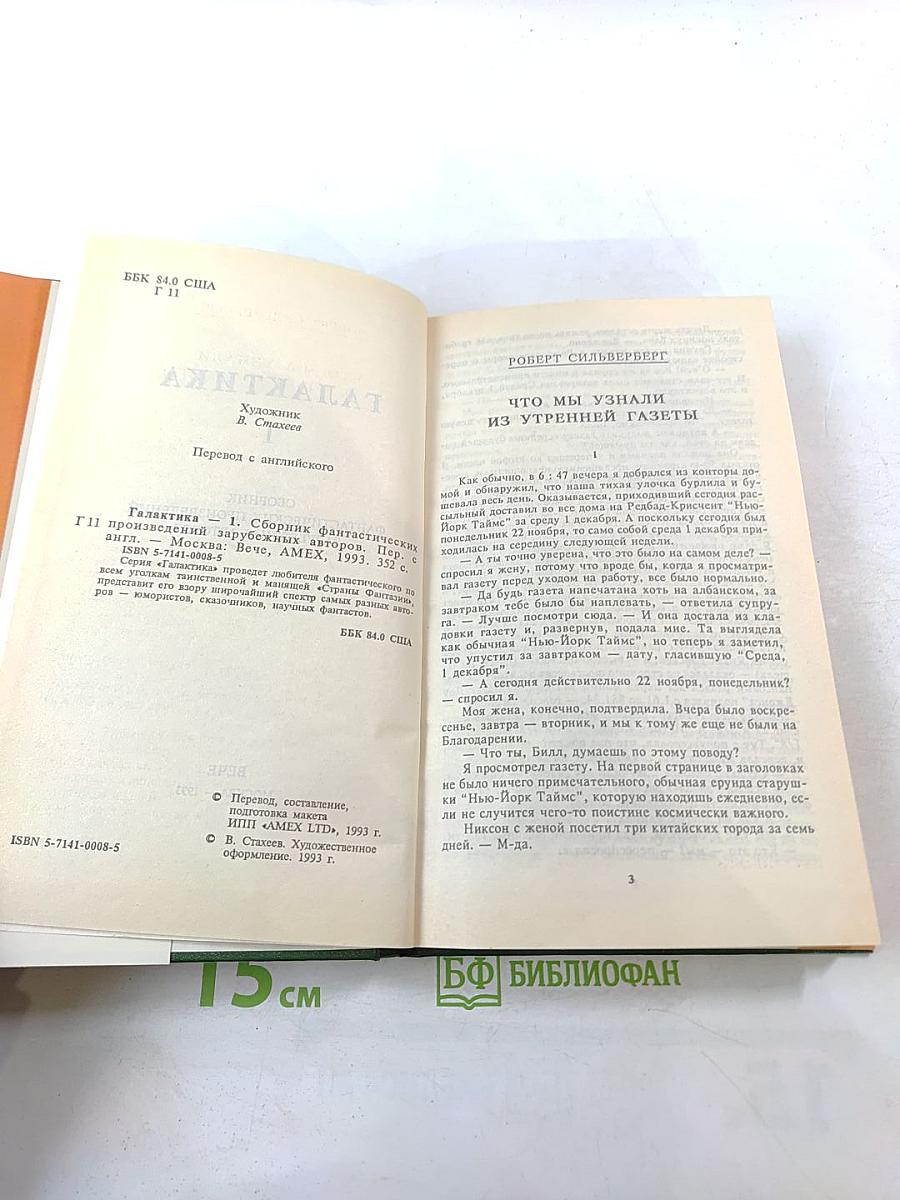 ББК 84.0 США
Г 11
ГАЛАКТИКА
Художник
В. Стахеев
1
Перевод с английского
Галактика — 1. Сборник фантастических
Г 11 произведений зарубежных авторов. Пер. с
англ. — Москва: Вече, АМЕХ, 1993. 352 с.
ISBN 5-7141-0008-5
Серия «Галактика» проведет любителя фантастического по
всем уголкам таинственной и манящей «Страны Фантазии»,
представит его взору широчайший спектр самых разных авто-
ров — юмористов, сказочников, научных фантастов.
ББК 84.0 США
ВЕЧЕ
© Перевод, составление,
подготовка макета
ИПП «AMEX LTD», 1993 г.
© В. Стахеев. Художественное
оформление. 1993 г.
ISBN 5-7141-0008-5
РОБЕРТ СИЛЬВЕРБЕРГ
ЧТО МЫ УЗНАЛИ
ИЗ УТРЕННЕЙ ГАЗЕТЫ
1
Как обычно, в 6 : 47 вечера я добрался из конторы до-
мой и обнаружил, что наша тихая улочка бурлила и бу-
шевала весь день. Оказывается, приходивший сегодня рас-
сыльный доставил во все дома на Редбад-Крисчент “Нью-
Йорк Таймс” за среду 1 декабря. А поскольку сегодня был
понедельник 22 ноября, то само собой среда 1 декабря при-
ходилась на середину следующей недели.
— А ты точно уверена, что это было на самом деле? —
спросил я жену, потому что вроде бы, когда я просматри-
вал газету перед уходом на работу, все было нормально.
— Да будь газета напечатана хоть на албанском, за
завтраком тебе было бы наплевать, — ответила супру-
га. — Лучше посмотри сюда. — И она достала из кла-
довки газету и, развернув, подала мне. Та выглядела
как обычная “Нью-Йорк Таймс”, но теперь я заметил,
что упустил за завтраком — дату, гласившую “Среда,
1 декабря”.
— А сегодня действительно 22 ноября, понедельник?
— спросил я.
Моя жена, конечно, подтвердила. Вчера было воскре-
сенье, завтра — вторник, и мы к тому же еще не были на
Благодарении.
— Что ты, Билл, думаешь по этому поводу?
Я просмотрел газету. На первой странице в заголовках
не было ничего примечательного, обычная ерунда старуш-
ки “Нью-Йорк Таймс”, которую находишь ежедневно, ес-
ли не случится чего-то поистине космически важного.
Никсон с женой посетил три китайских города за семь
дней. — М-да.
3
15 см
БФ БИБЛИОФАН